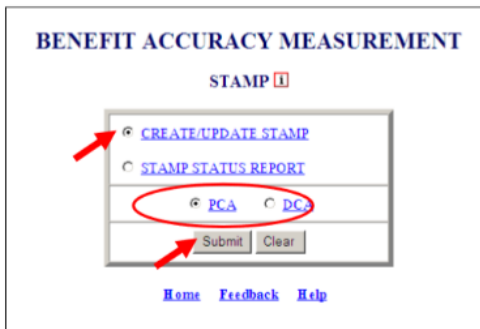 BENEFIT ACCURACY MEASUREMENT
STAMP i
CREATE/UPDATE STAMP
STAMP STATUS REPORT
PCA DCA
Submit Clear
Home Feedback Help